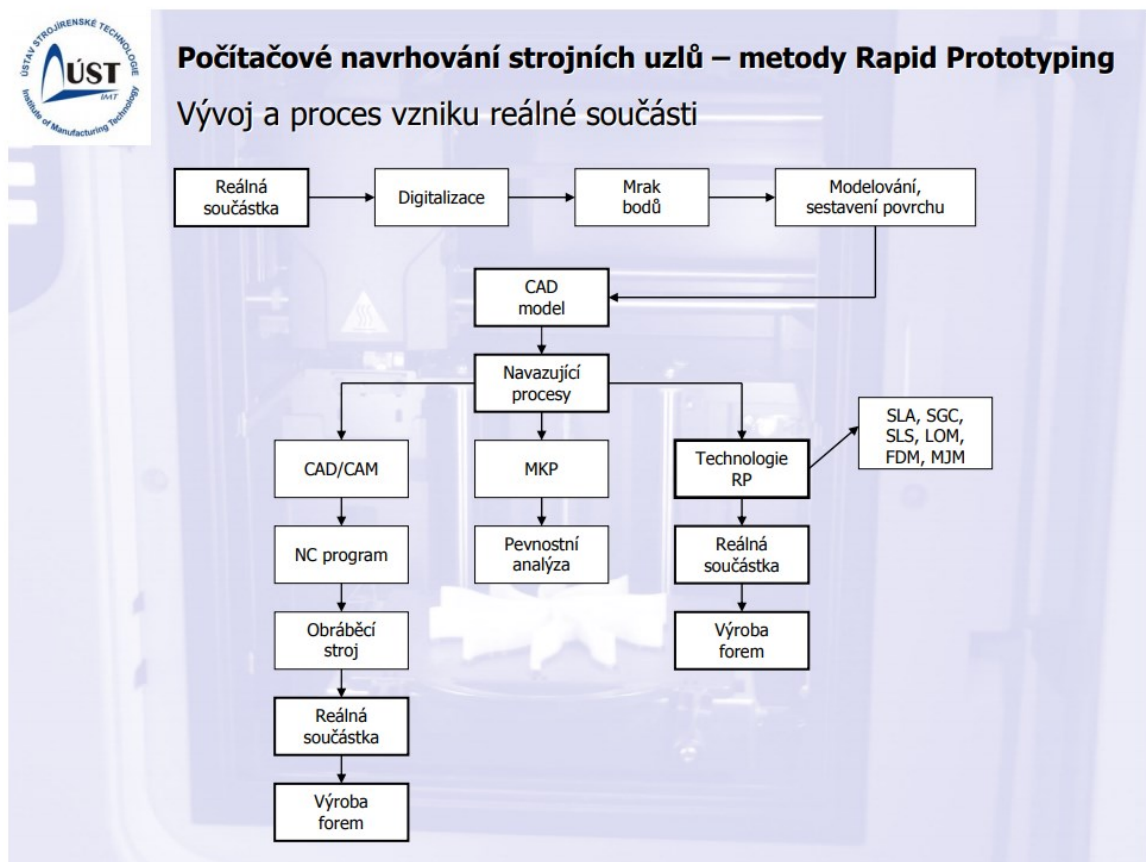 ÚSTAV STROJÍRENSKÉ TECHNOLOGIE
ÚST
IMT
Institute of Manufacturing Technology
Počítačové navrhování strojních uzlů – metody Rapid Prototyping
Vývoj a proces vzniku reálné součásti
Reálná
součástka
Digitalizace
Mrak
bodů
Modelování,
sestavení povrchu
CAD
model
Navazující
procesy
SLA, SGC,
SLS, LOM,
FDM, MJM
CAD/CAM
MKP
Technologie
RP
NC program
Pevnostní
analýza
Reálná
součástka
Obráběcí
stroj
Výroba
forem
Reálná
součástka
Výroba
forem